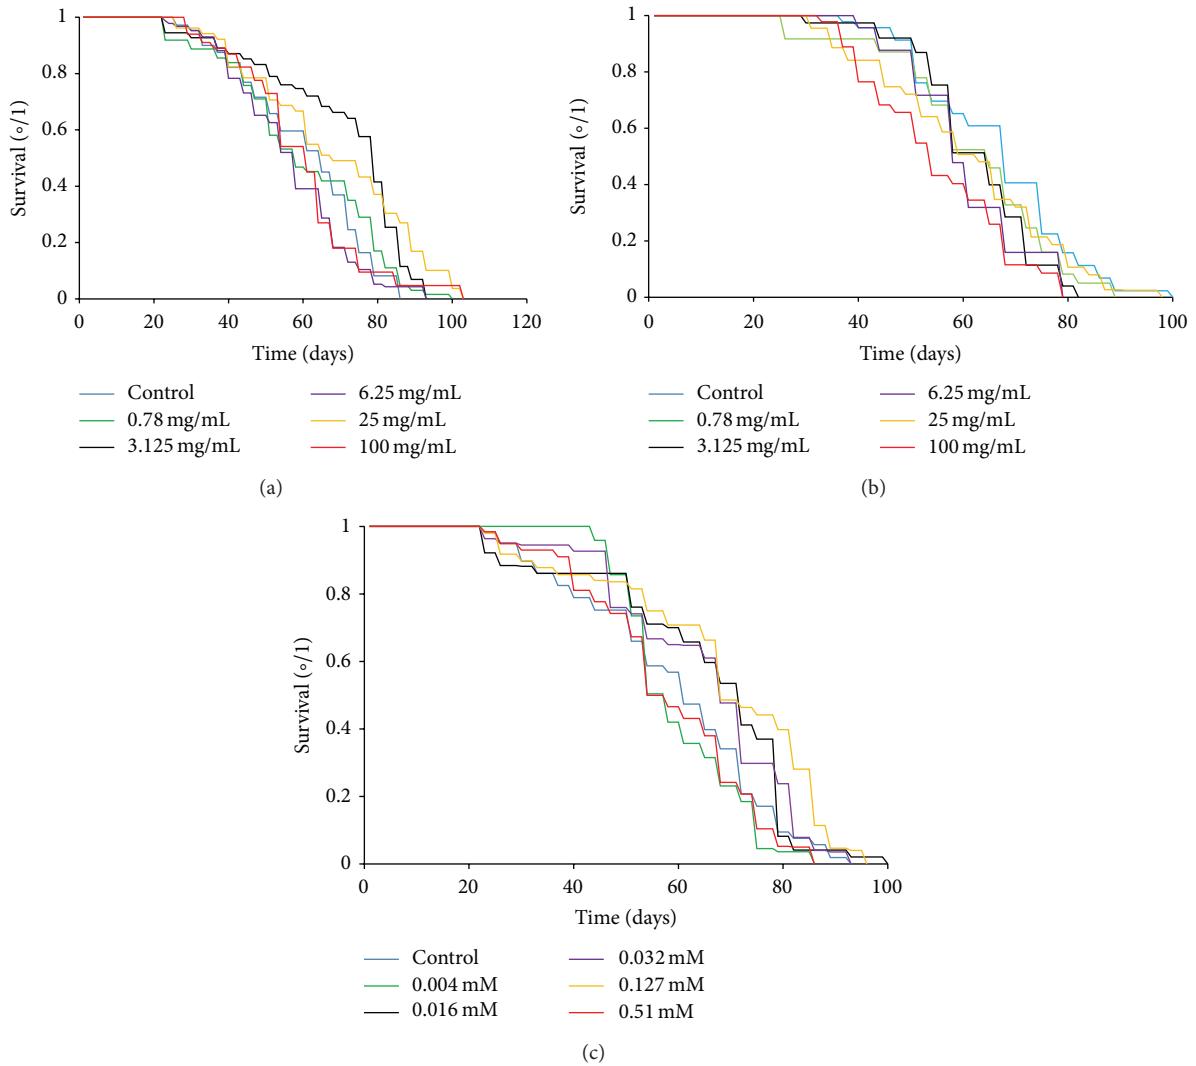 1
0.8
0.6
0.4
0.2
0
Survival (∘/1)
0 20 40 60 80 100 120
Time (days)
Control
0.78 mg/mL
3.125 mg/mL
6.25 mg/mL
25 mg/mL
100 mg/mL
(a)
1
0.8
0.6
0.4
0.2
0
Survival (∘/1)
0 20 40 60 80 100
Time (days)
Control
0.78 mg/mL
3.125 mg/mL
6.25 mg/mL
25 mg/mL
100 mg/mL
(b)
1
0.8
0.6
0.4
0.2
0
Survival (∘/1)
0 20 40 60 80 100
Time (days)
Control
0.004 mM
0.016 mM
0.032 mM
0.127 mM
0.51 mM
(c)